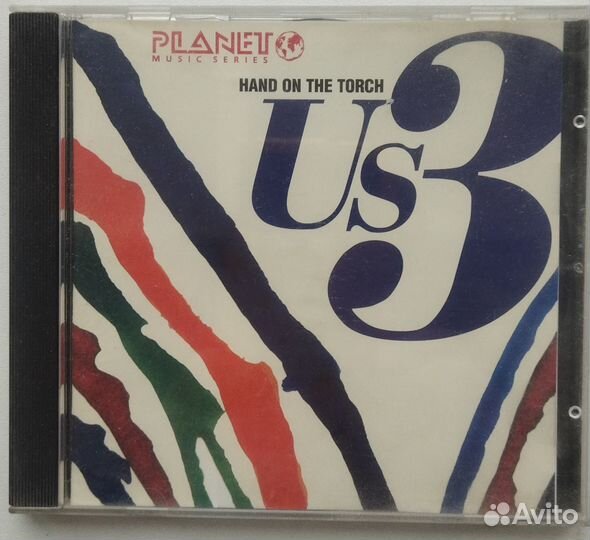 PLANET
MUSIC SERIES
HAND ON THE TORCH
Us3
Avito